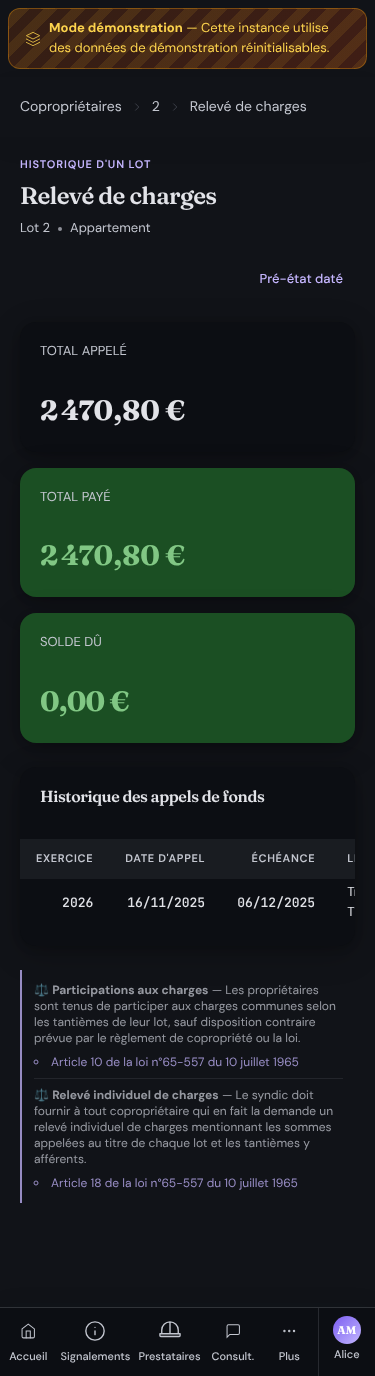 Mode démonstration — Cette instance utilise
des données de démonstration réinitialisables.
Copropriétaires > 2 > Relevé de charges
HISTORIQUE D'UN LOT
Relevé de charges
Lot 2 • Appartement
Pré-état daté
TOTAL APPELÉ
2 470,80 €
TOTAL PAYÉ
2 470,80 €
SOLDE DÛ
0,00 €
Historique des appels de fonds
EXERCICE DATE D'APPEL ÉCHÉANCE
2026 16/11/2025 06/12/2025
⚖️ Participations aux charges — Les propriétaires
sont tenus de participer aux charges communes selon
les tantièmes de leur lot, sauf disposition contraire
prévue par le règlement de copropriété ou la loi.
Article 10 de la loi n°65-557 du 10 juillet 1965
⚖️ Relevé individuel de charges — Le syndic doit
fournir à tout copropriétaire qui en fait la demande un
relevé individuel de charges mentionnant les sommes
appelées au titre de chaque lot et les tantièmes y
afférents.
Article 18 de la loi n°65-557 du 10 juillet 1965
AM
Accueil Signalements Prestataires Consult. Plus Alice